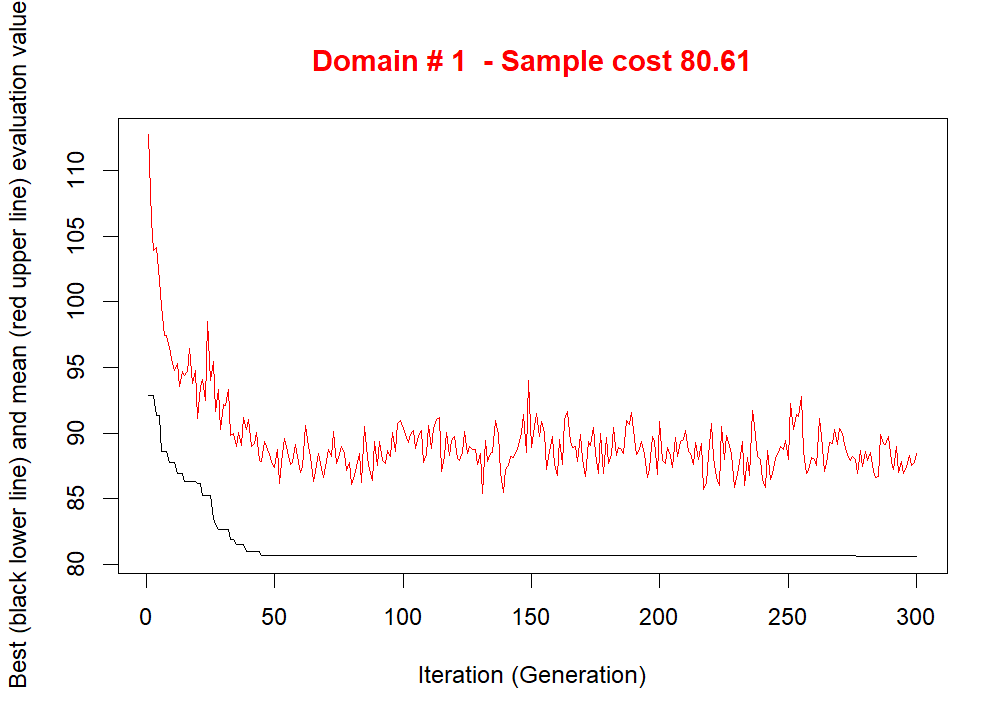 Domain # 1  - Sample cost 80.61
Best (black lower line) and mean (red upper line) evaluation value
110
105
100
95
90
85
80
0 50 100 150 200 250 300
Iteration (Generation)